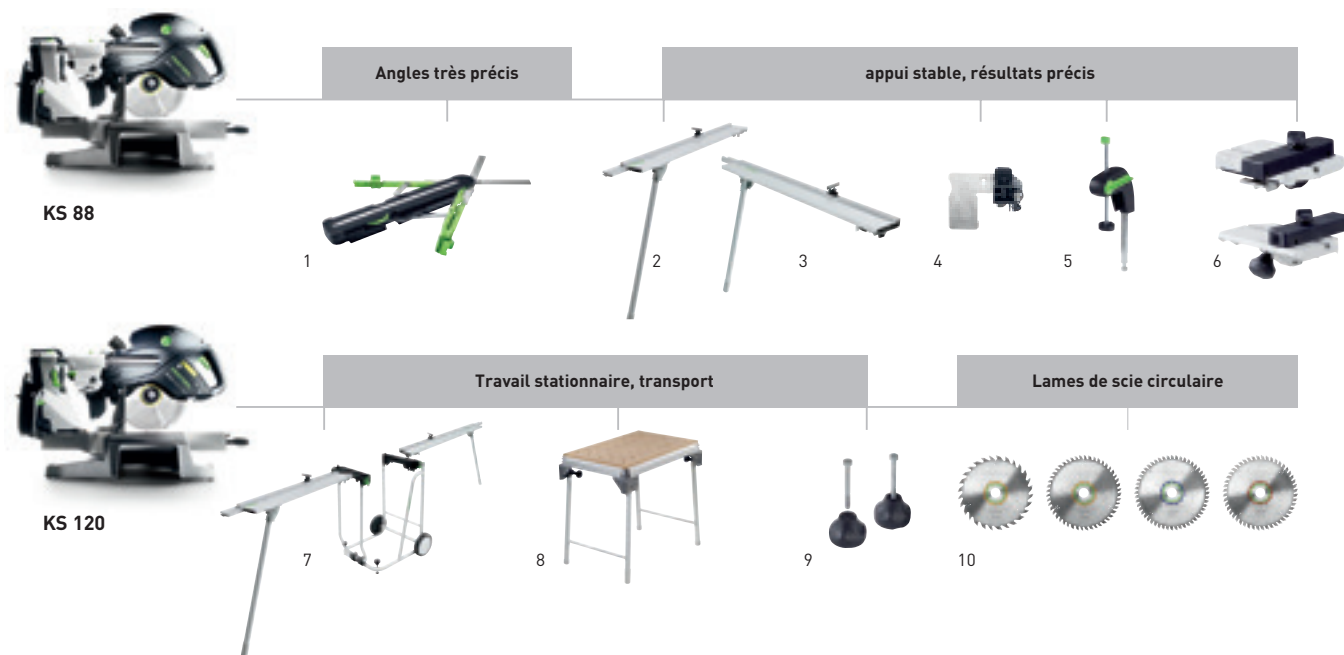 Angles très précis
appui stable, résultats précis
KS 88
1
2
3
4
5
6
Travail stationnaire, transport
Lames de scie circulaire
KS 120
7
8
9
10